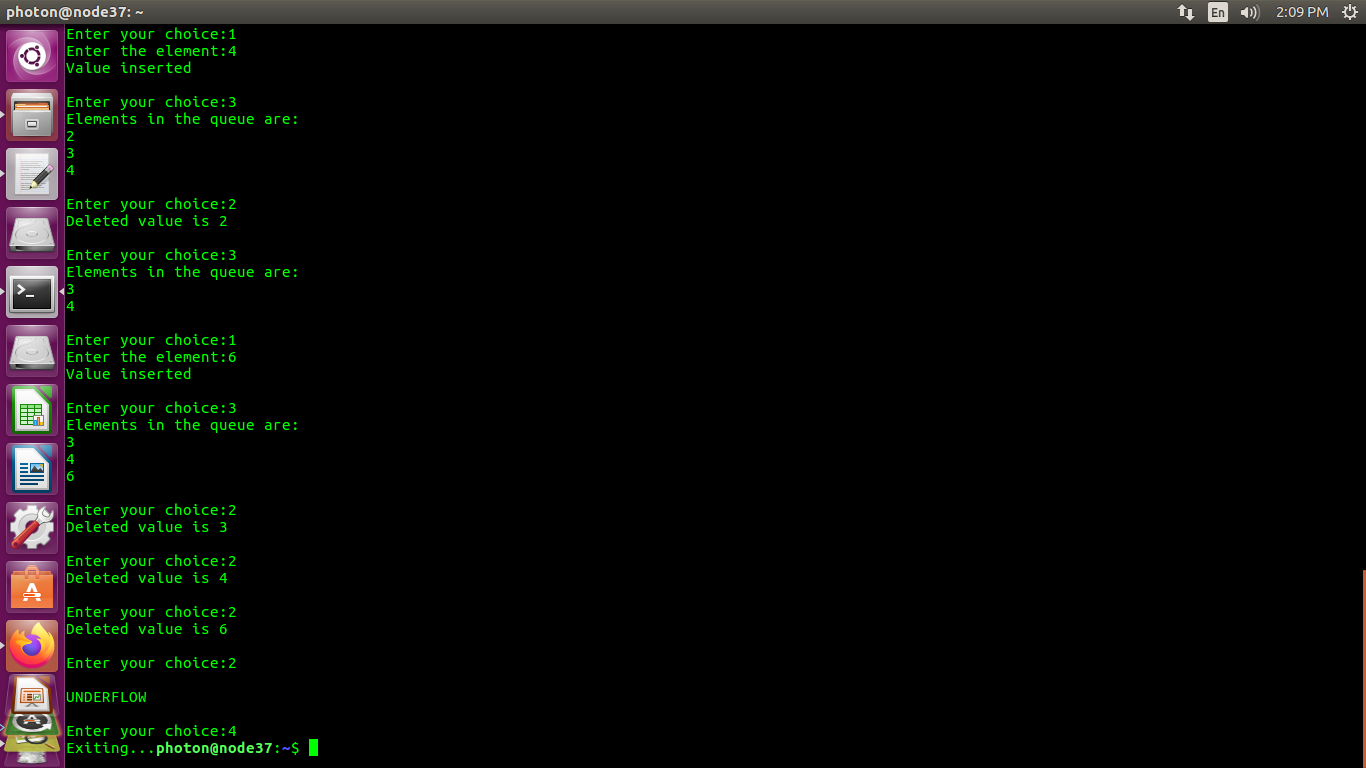 photon@node37: ~
En
2:09 PM
Enter your choice:1
Enter the element:4
Value inserted
Enter your choice:3
Elements in the queue are:
2
3
4
Enter your choice:2
Deleted value is 2
Enter your choice:3
Elements in the queue are:
3
4
Enter your choice:1
Enter the element:6
Value inserted
Enter your choice:3
Elements in the queue are:
3
4
6
Enter your choice:2
Deleted value is 3
Enter your choice:2
Deleted value is 4
Enter your choice:2
Deleted value is 6
Enter your choice:2
UNDERFLOW
Enter your choice:4
Exiting...photon@node37:~$